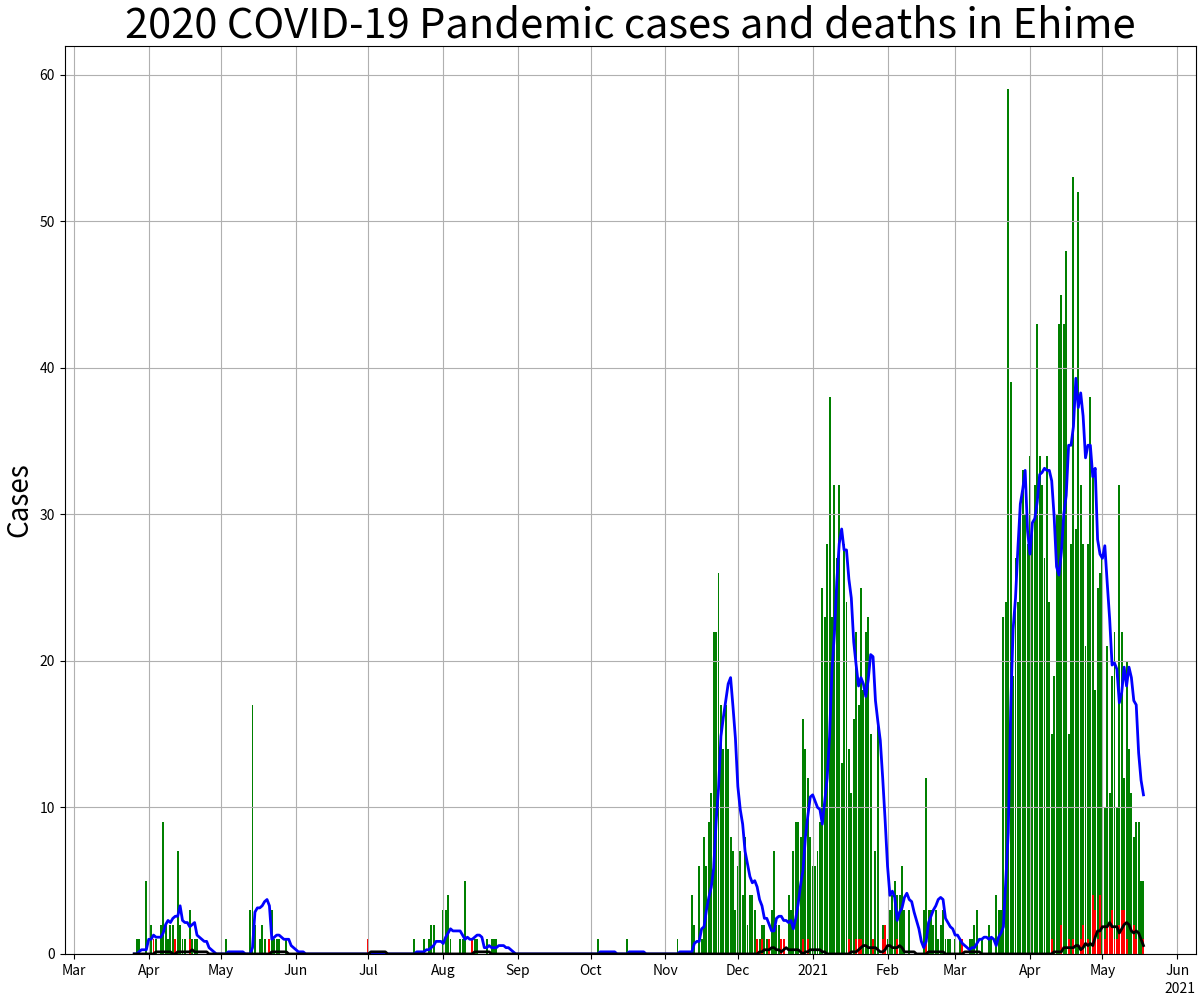 2020 COVID-19 Pandemic cases and deaths in Ehime
Cases
60
50
40
30
20
10
0
Mar Apr May Jun Jul Aug Sep Oct Nov Dec 2021 Feb Mar Apr May Jun
2021